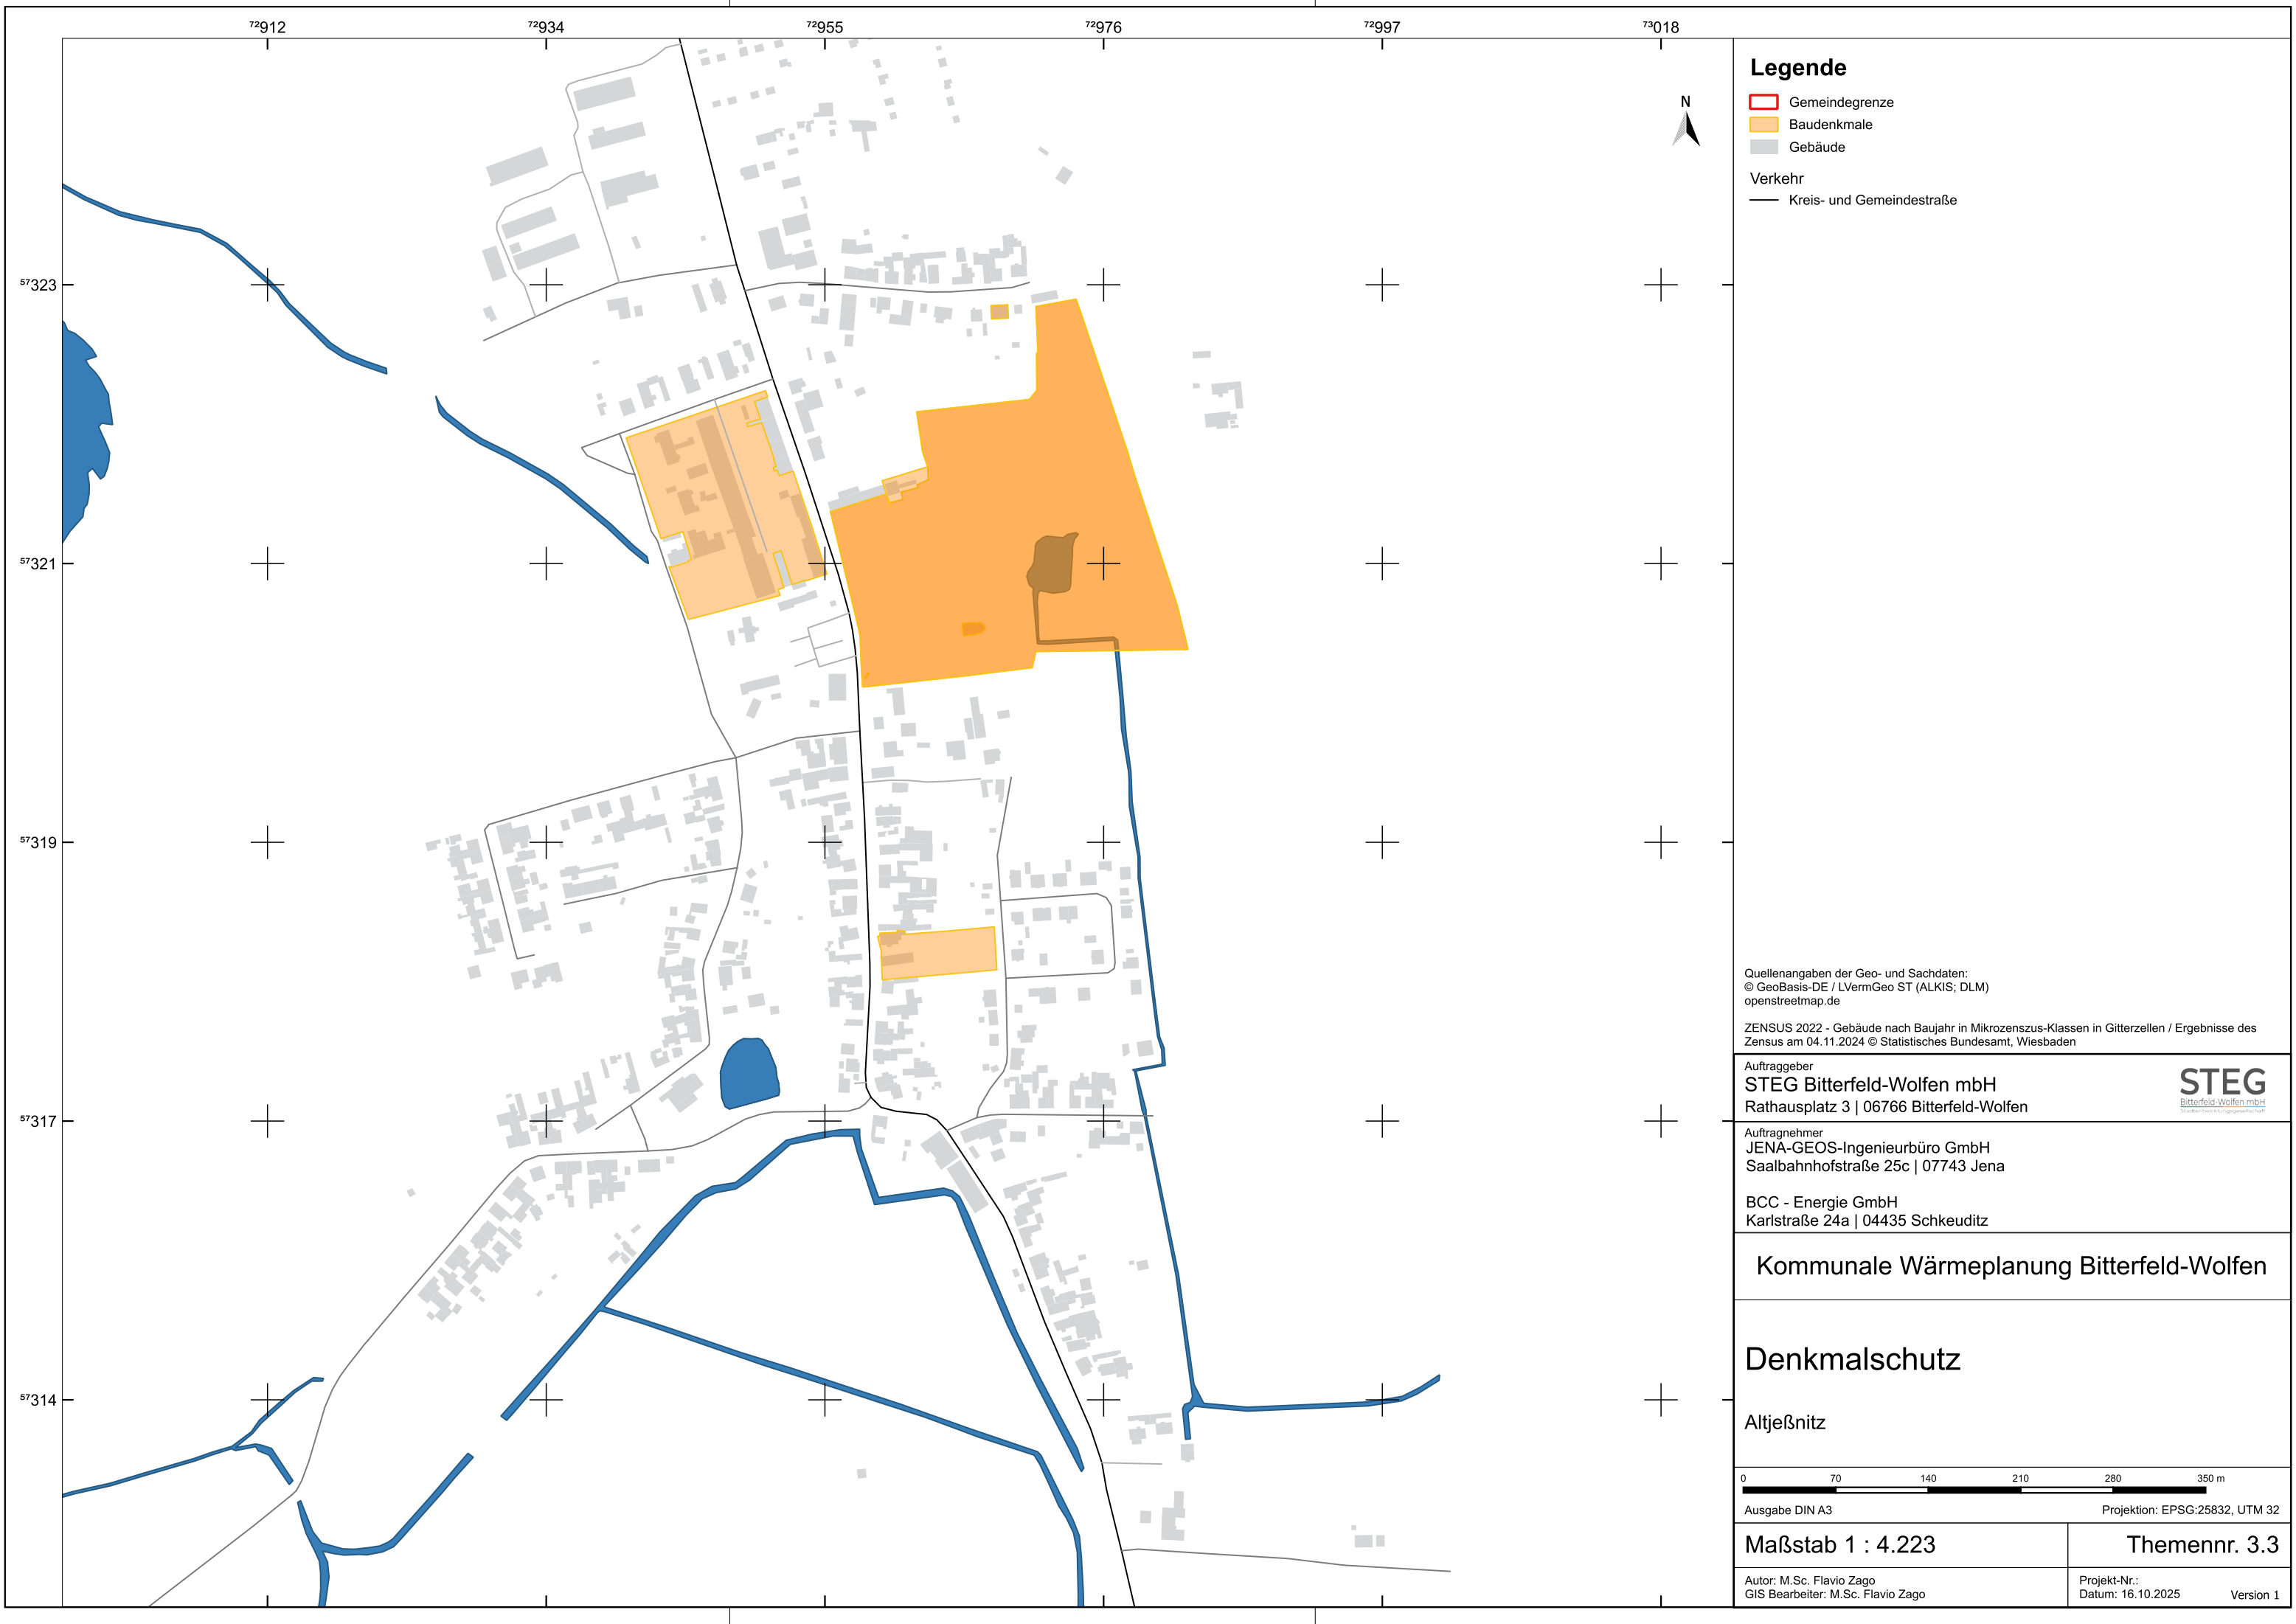 ⁷²912 ⁷²934 ⁷²955 ⁷²976 ⁷²997 ⁷³018
⁵⁷323
⁵⁷321
⁵⁷319
⁵⁷317
⁵⁷314
N
Legende
Gemeindegrenze
Baudenkmale
Gebäude
Verkehr
Kreis- und Gemeindestraße
Quellenangaben der Geo- und Sachdaten:
© GeoBasis-DE / LVermGeo ST (ALKIS; DLM)
openstreetmap.de
ZENSUS 2022 - Gebäude nach Baujahr in Mikrozenszus-Klassen in Gitterzellen / Ergebnisse des
Zensus am 04.11.2024 © Statistisches Bundesamt, Wiesbaden
Auftraggeber
STEG Bitterfeld-Wolfen mbH
Rathausplatz 3 | 06766 Bitterfeld-Wolfen
STEG
Bitterfeld-Wolfen mbH
Stadtentwicklungsgesellschaft
Auftragnehmer
JENA-GEOS-Ingenieurbüro GmbH
Saalbahnhofstraße 25c | 07743 Jena
BCC - Energie GmbH
Karlstraße 24a | 04435 Schkeuditz
Kommunale Wärmeplanung Bitterfeld-Wolfen
Denkmalschutz
Altjeßnitz
0 70 140 210 280 350 m
Ausgabe DIN A3 Projektion: EPSG:25832, UTM 32
Maßstab 1 : 4.223 Themennr. 3.3
Autor: M.Sc. Flavio Zago
GIS Bearbeiter: M.Sc. Flavio Zago
Projekt-Nr.:
Datum: 16.10.2025 Version 1